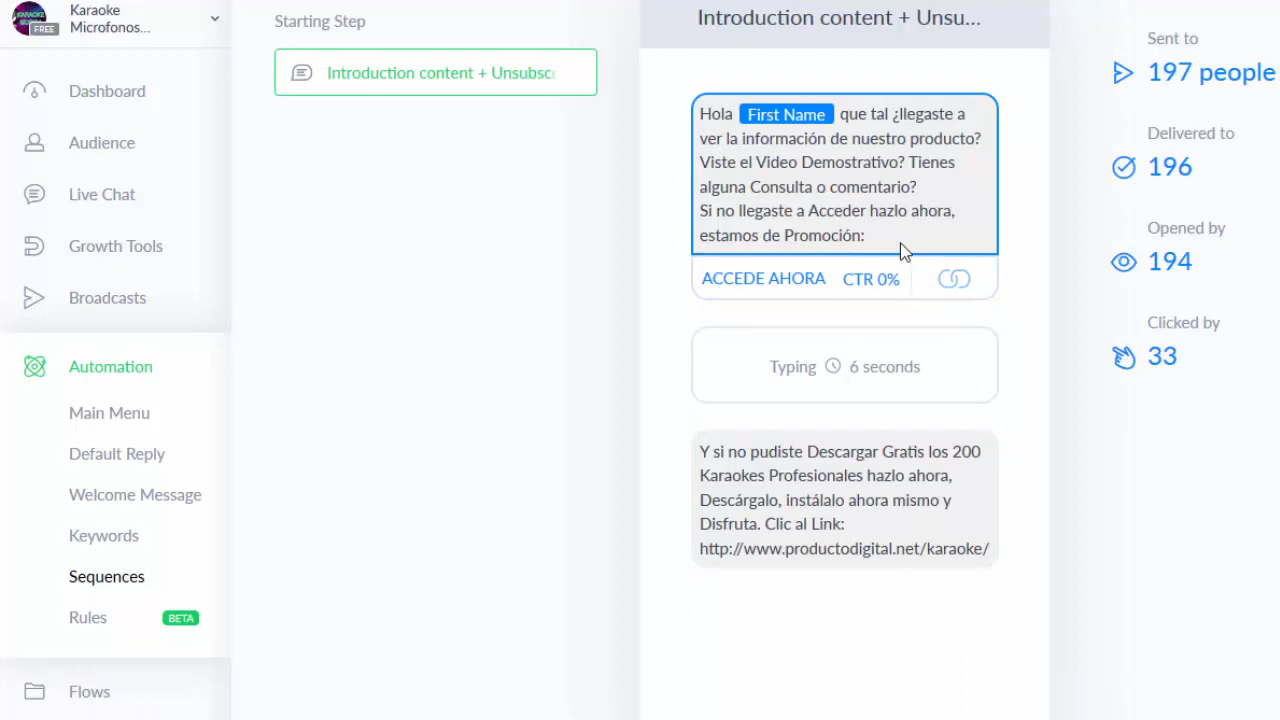 Karaoke
Microfonos...
FREE
Dashboard
Audience
Live Chat
Growth Tools
Broadcasts
Automation
Main Menu
Default Reply
Welcome Message
Keywords
Sequences
Rules BETA
Flows
Starting Step
Introduction content + Unsubsc
Introduction content + Unsu...
Hola First Name que tal ¿llegaste a
ver la información de nuestro producto?
Viste el Video Demostrativo? Tienes
alguna Consulta o comentario?
Si no llegaste a Acceder hazlo ahora,
estamos de Promoción:
ACCEDE AHORA CTR 0%
Typing 6 seconds
Y si no pudiste Descargar Gratis los 200
Karaokes Profesionales hazlo ahora,
Descárgalo, instálalo ahora mismo y
Disfruta. Clic al Link:
http://www.productodigital.net/karaoke/
Sent to
197 people
Delivered to
196
Opened by
194
Clicked by
33